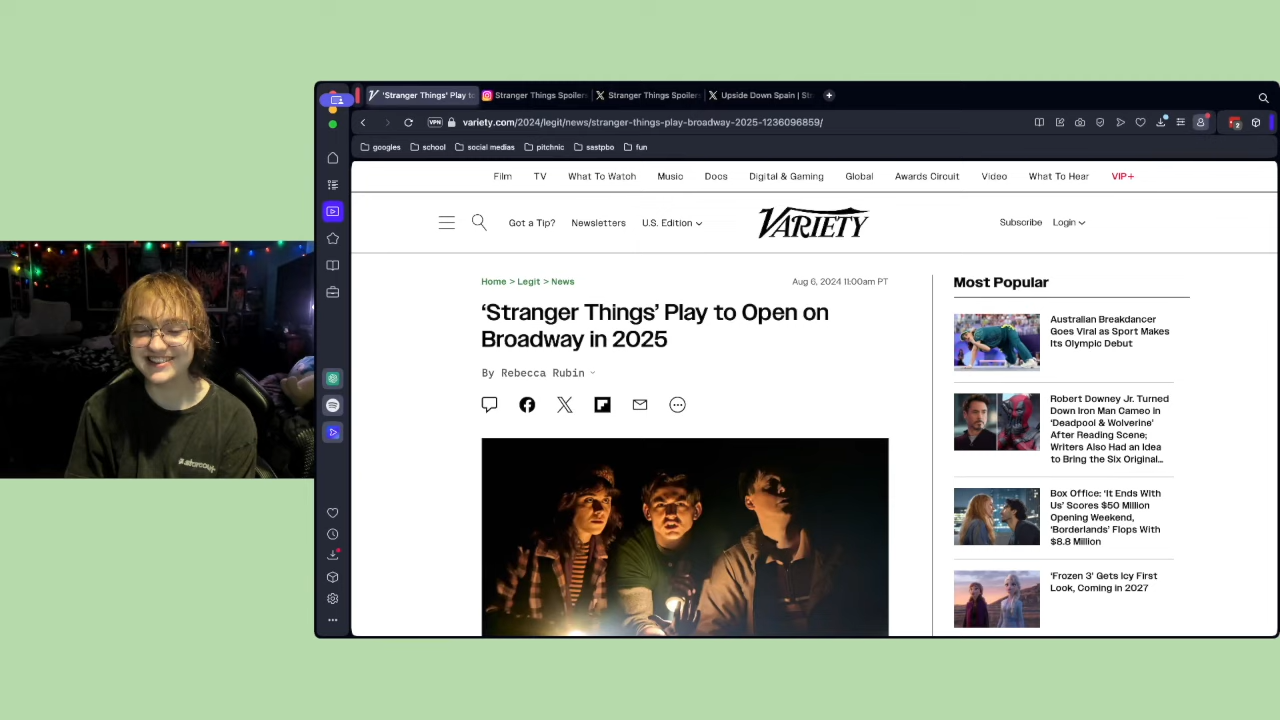 'Stranger Things' Play to
Stranger Things Spoilers
Stranger Things Spoilers
Upside Down Spain | Str
VPN
variety.com/2024/legit/news/stranger-things-play-broadway-2025-1236096859/
2
googles
school
social medias
pitchnic
sastpbo
fun
Film
TV
What To Watch
Music
Docs
Digital & Gaming
Global
Awards Circuit
Video
What To Hear
VIP+
Got a Tip?
Newsletters
U.S. Edition
VARIETY
Subscribe
Login
Home > Legit > News
Aug 6, 2024 11:00am PT
‘Stranger Things’ Play to Open on
Broadway in 2025
By Rebecca Rubin
Most Popular
Australian Breakdancer
Goes Viral as Sport Makes
Its Olympic Debut
Robert Downey Jr. Turned
Down Iron Man Cameo in
‘Deadpool & Wolverine’
After Reading Scene;
Writers Also Had an Idea
to Bring the Six Original...
Box Office: ‘It Ends With
Us’ Scores $50 Million
Opening Weekend,
‘Borderlands’ Flops With
$8.8 Million
‘Frozen 3’ Gets Icy First
Look, Coming in 2027